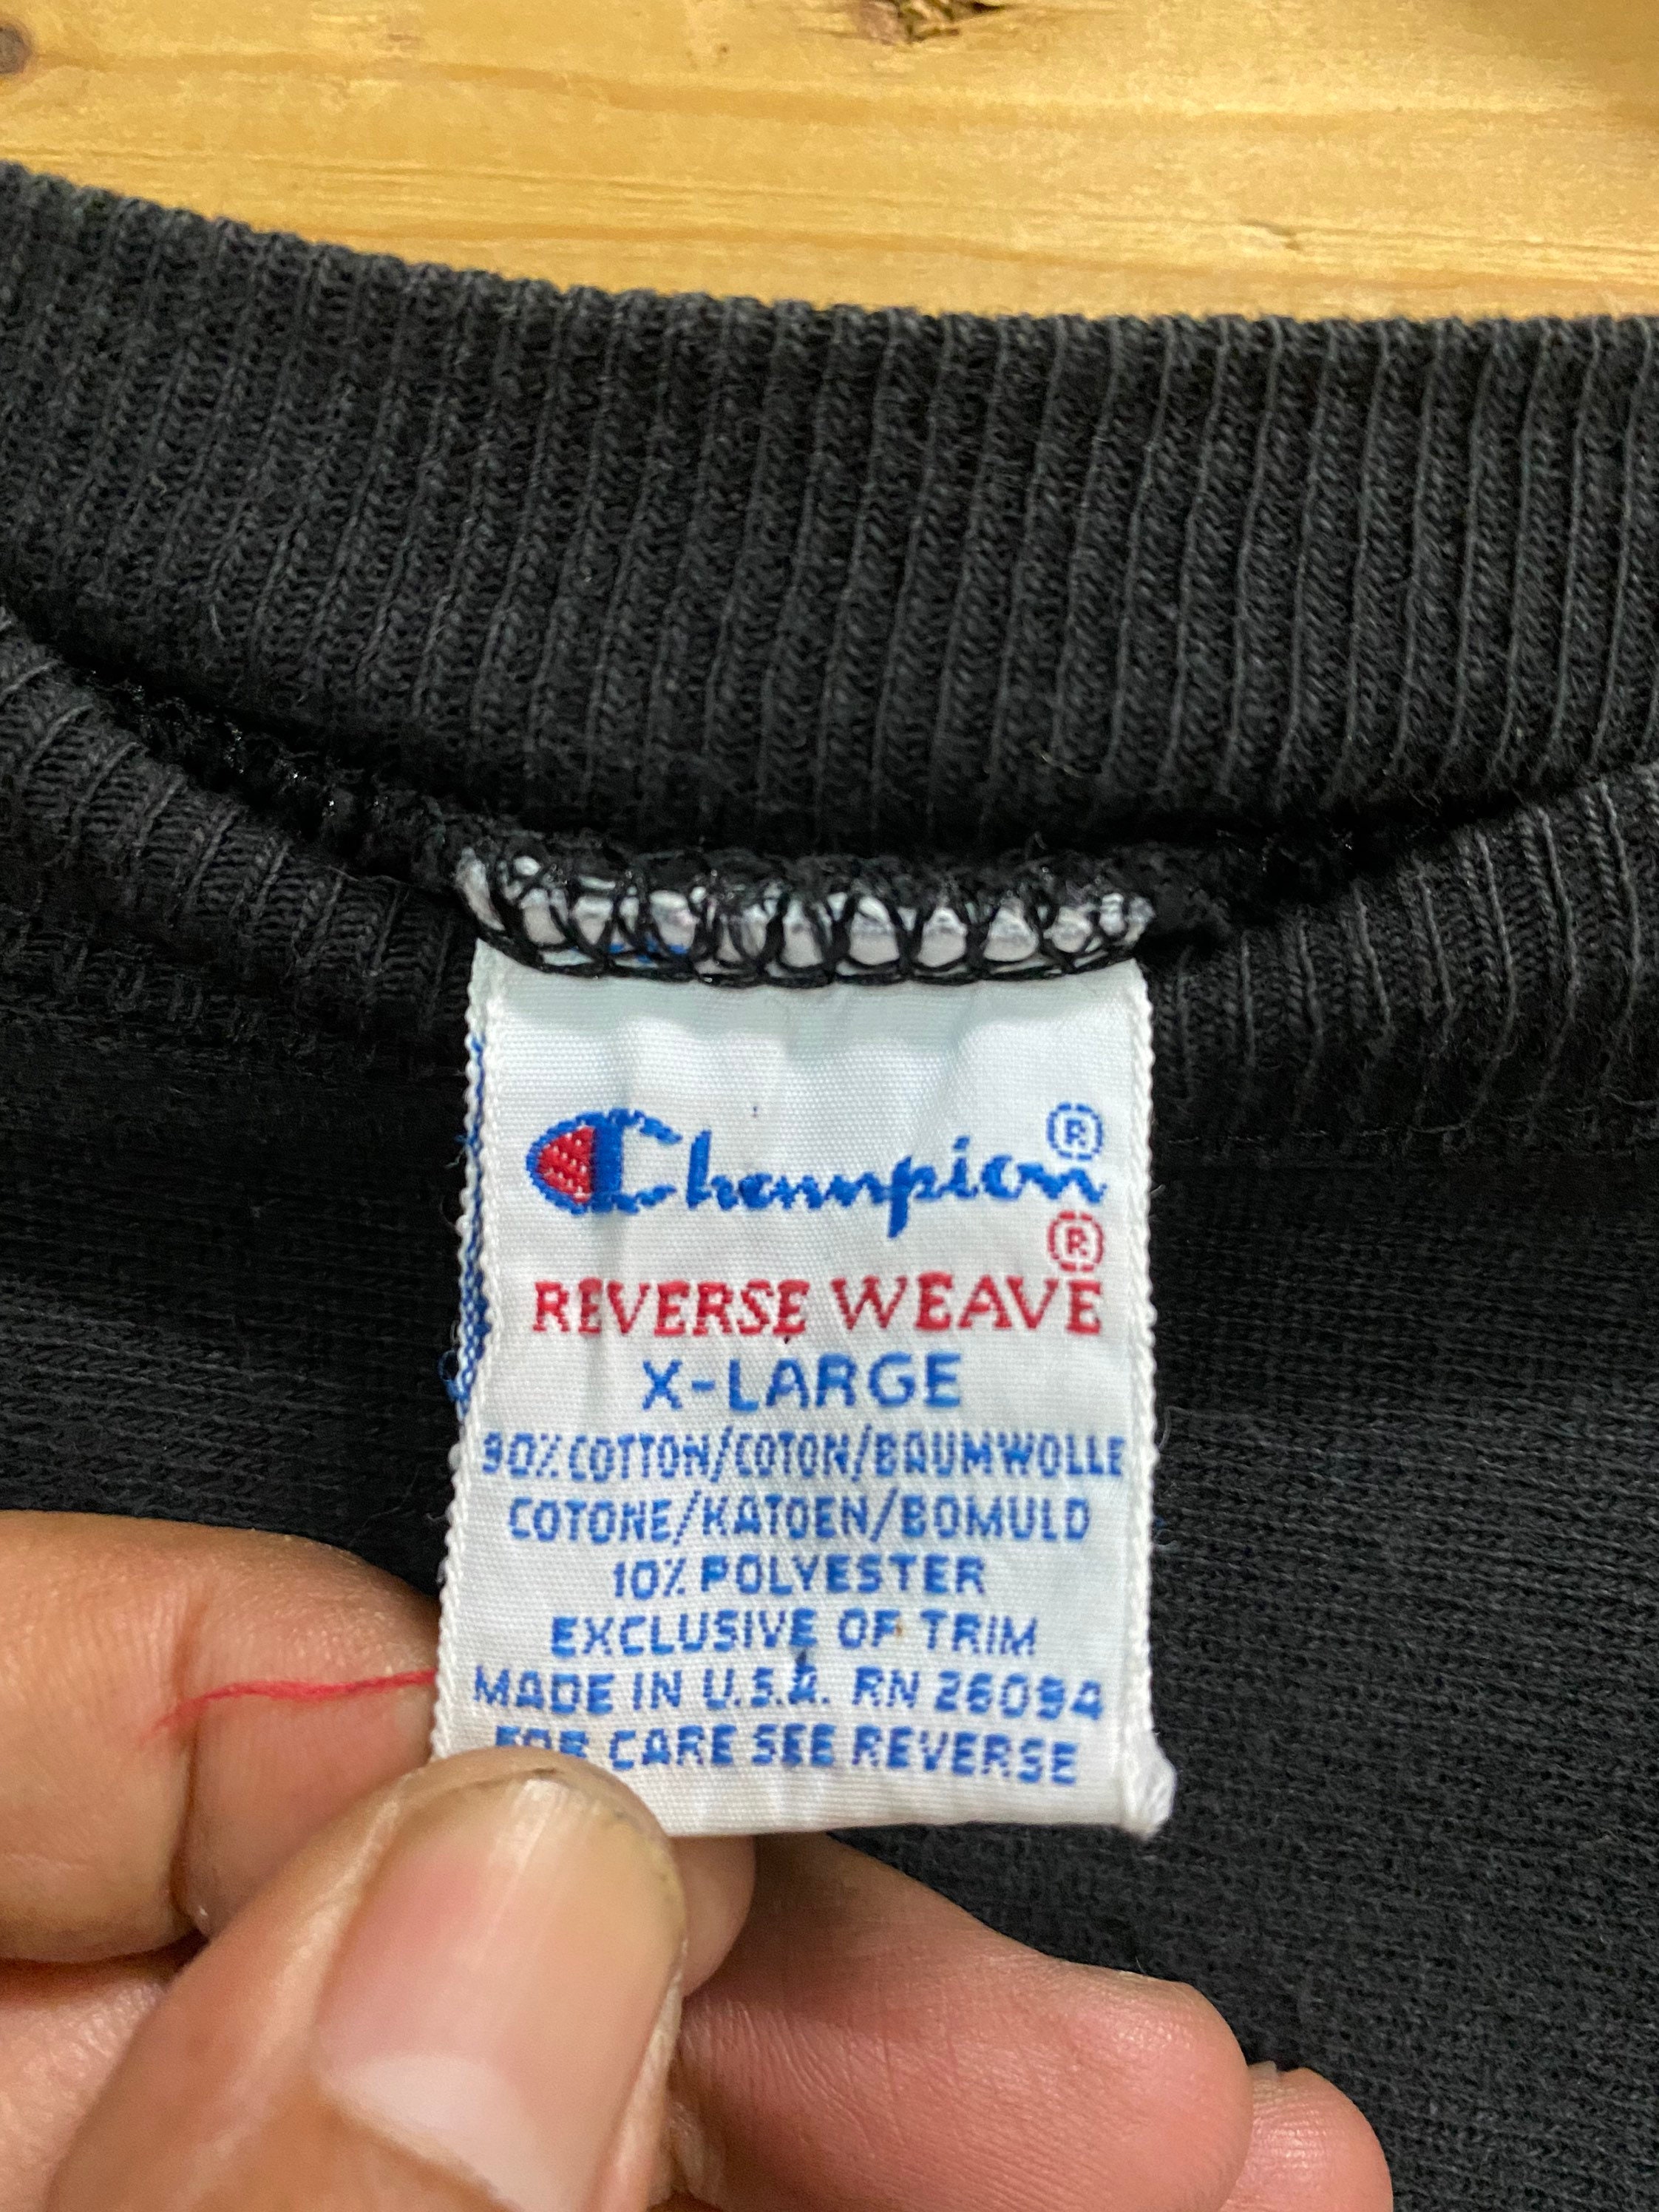 Champion®
®
REVERSE WEAVE
X-LARGE
90% COTTON/COTON/BAUMWOLLE
COTONE/KATOEN/BOMULD
10% POLYESTER
EXCLUSIVE OF TRIM
MADE IN U.S.A. RN 26094
FOR CARE SEE REVERSE